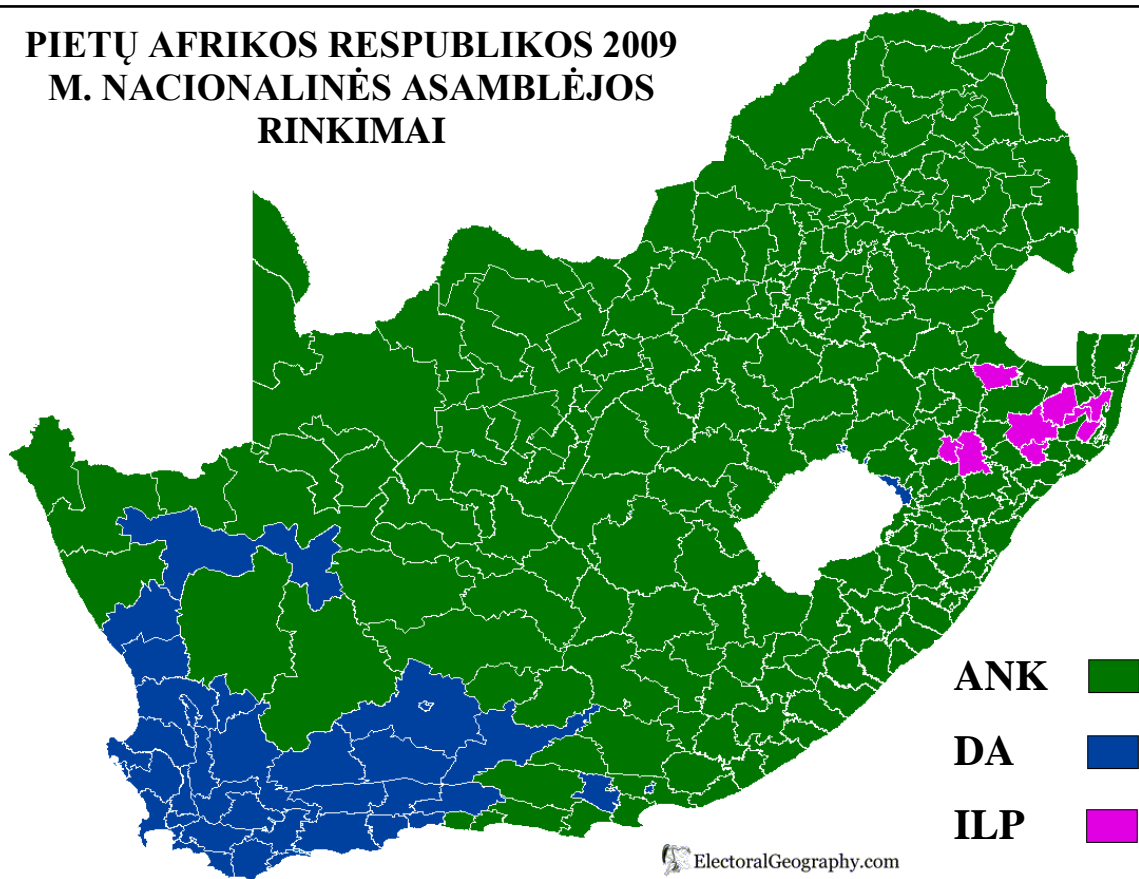 PIETŲ AFRIKOS RESPUBLIKOS 2009
M. NACIONALINĖS ASAMBLĖJOS
RINKIMAI
ANK
DA
ILP
ElectoralGeography.com